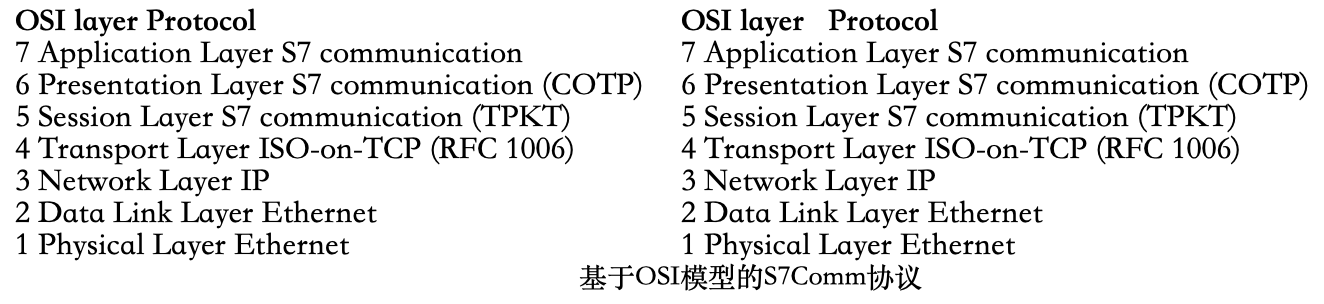 OSI layer Protocol
7 Application Layer S7 communication
6 Presentation Layer S7 communication (COTP)
5 Session Layer S7 communication (TPKT)
4 Transport Layer ISO-on-TCP (RFC 1006)
3 Network Layer IP
2 Data Link Layer Ethernet
1 Physical Layer Ethernet
OSI layer Protocol
7 Application Layer S7 communication
6 Presentation Layer S7 communication (COTP)
5 Session Layer S7 communication (TPKT)
4 Transport Layer ISO-on-TCP (RFC 1006)
3 Network Layer IP
2 Data Link Layer Ethernet
1 Physical Layer Ethernet
基于OSI模型的S7Comm协议